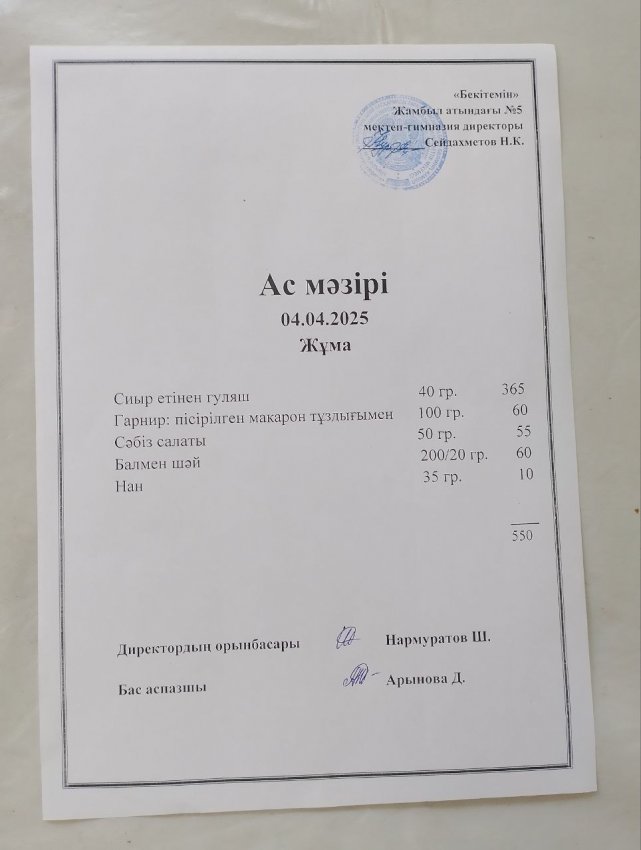 «Бекітемін»
Жамбыл атындағы №5
мектеп-гимназия директоры
Сейдахметов Н.К.
Ас мәзірі
04.04.2025
Жұма
Сиыр етінен гуляш 40 гр. 365
Гарнир: пісірілген макарон тұздығымен 100 гр. 60
Сәбіз салаты 50 гр. 55
Балмен шәй 200/20 гр. 60
Нан 35 гр. 10
550
Директордың орынбасары Нармуратов Ш.
Бас аспазшы Арынова Д.